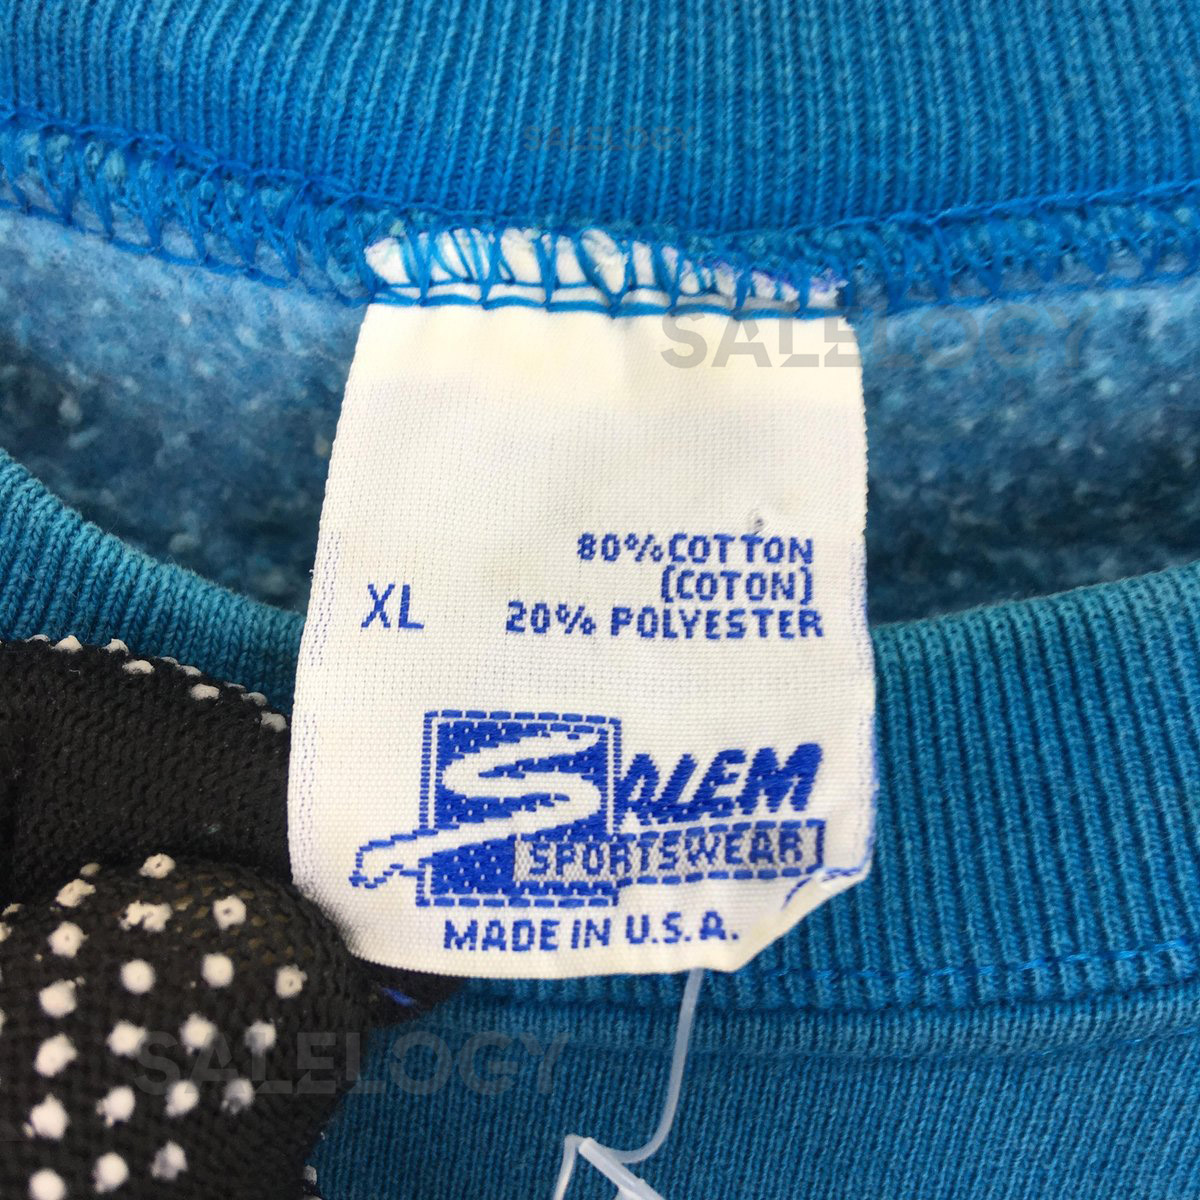 SALELOGY
SALELOGY
80% COTTON
(COTON)
XL
20% POLYESTER
SALEM
SPORTSWEAR
MADE IN U.S.A.
SALELOGY